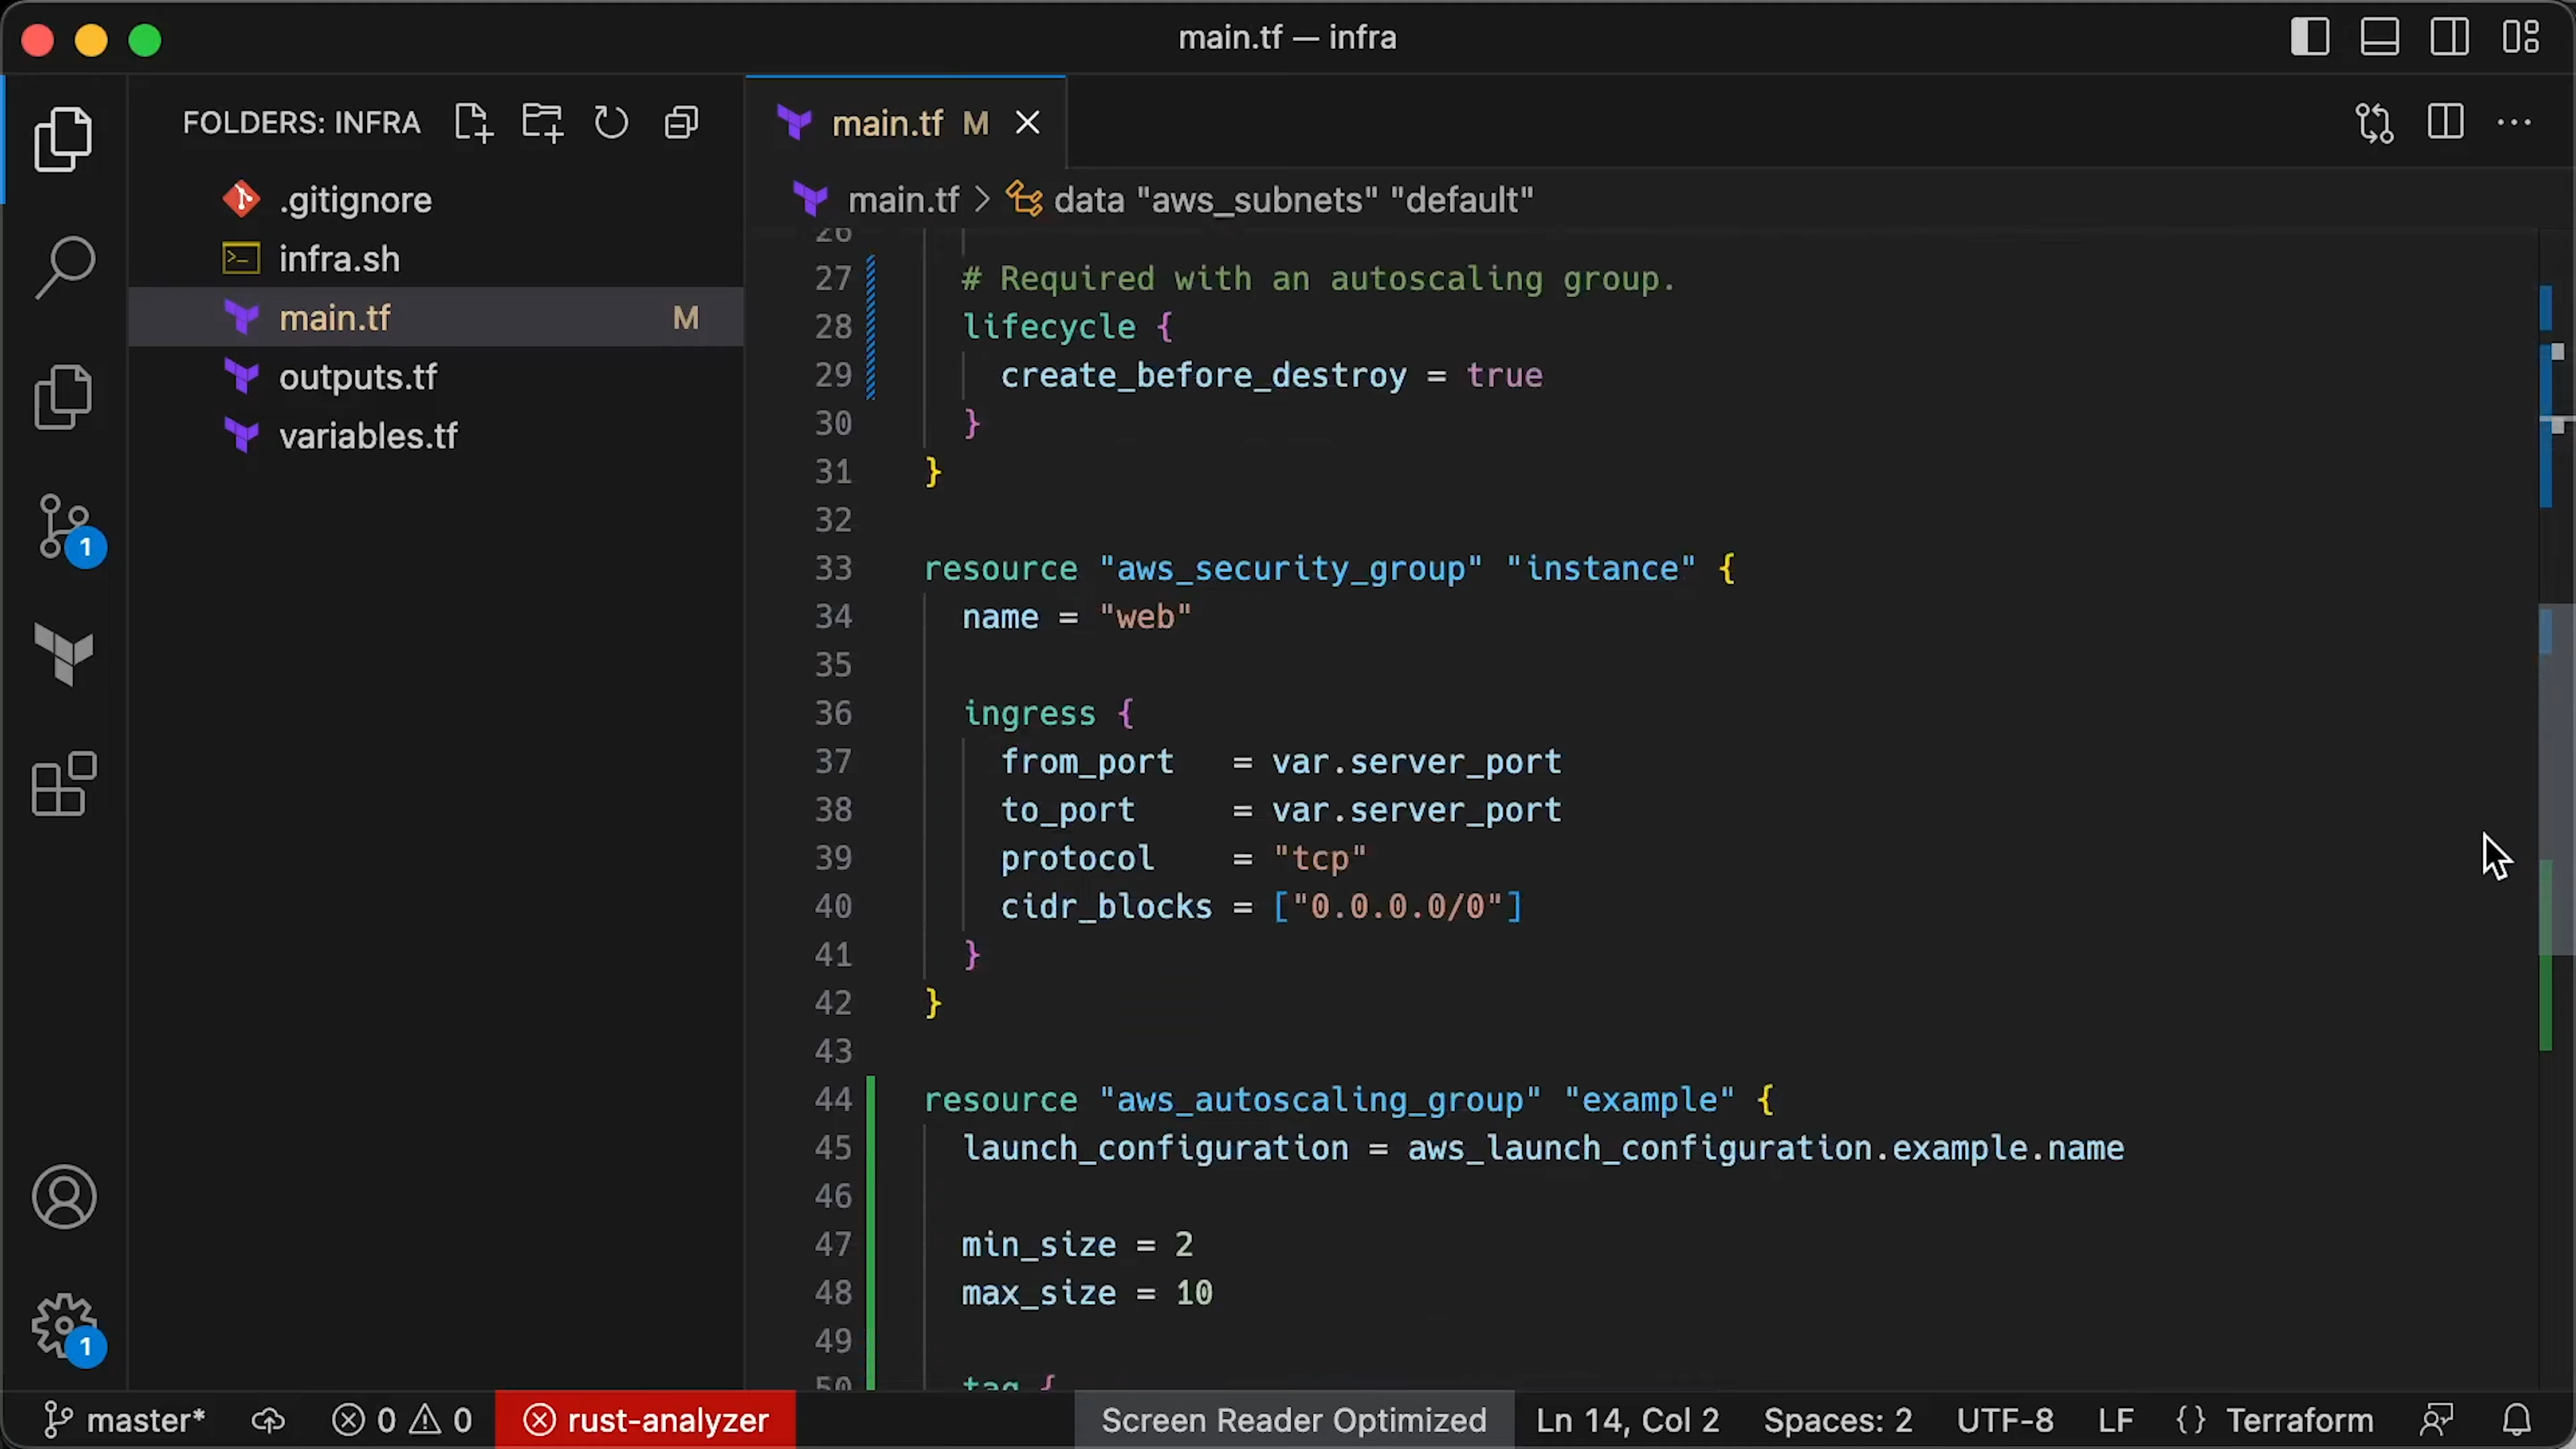 main.tf — infra
FOLDERS: INFRA
.gitignore
infra.sh
main.tf M
outputs.tf
variables.tf
1
1
main.tf M
main.tf > data "aws_subnets" "default"
26
27 # Required with an autoscaling group.
28 lifecycle {
29 create_before_destroy = true
30 }
31 }
32
33 resource "aws_security_group" "instance" {
34 name = "web"
35
36 ingress {
37 from_port = var.server_port
38 to_port = var.server_port
39 protocol = "tcp"
40 cidr_blocks = ["0.0.0.0/0"]
41 }
42 }
43
44 resource "aws_autoscaling_group" "example" {
45 launch_configuration = aws_launch_configuration.example.name
46
47 min_size = 2
48 max_size = 10
49
50 tag {
master* 0 0 rust-analyzer Screen Reader Optimized Ln 14, Col 2 Spaces: 2 UTF-8 LF {} Terraform